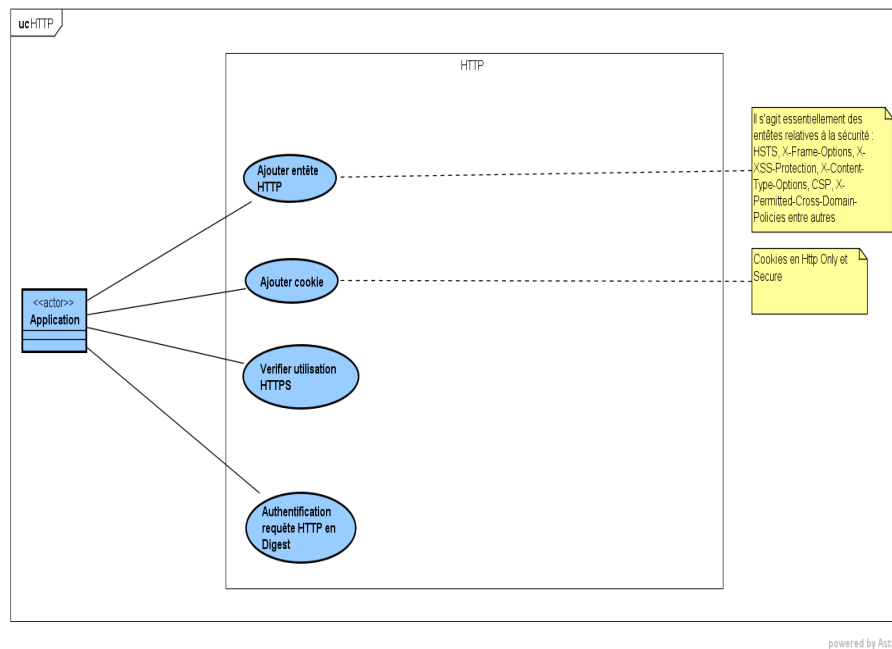 uc HTTP
HTTP
Il s'agit essentiellement des
entêtes relatives à la sécurité :
HSTS, X-Frame-Options, X-
XSS-Protection, X-Content-
Type-Options, CSP, X-
Permitted-Cross-Domain-
Policies entre autres
Ajouter entête
HTTP
Cookies en Http Only et
Secure
Ajouter cookie
<<actor>>
Application
Verifier utilisation
HTTPS
Authentification
requête HTTP en
Digest
powered by Ast